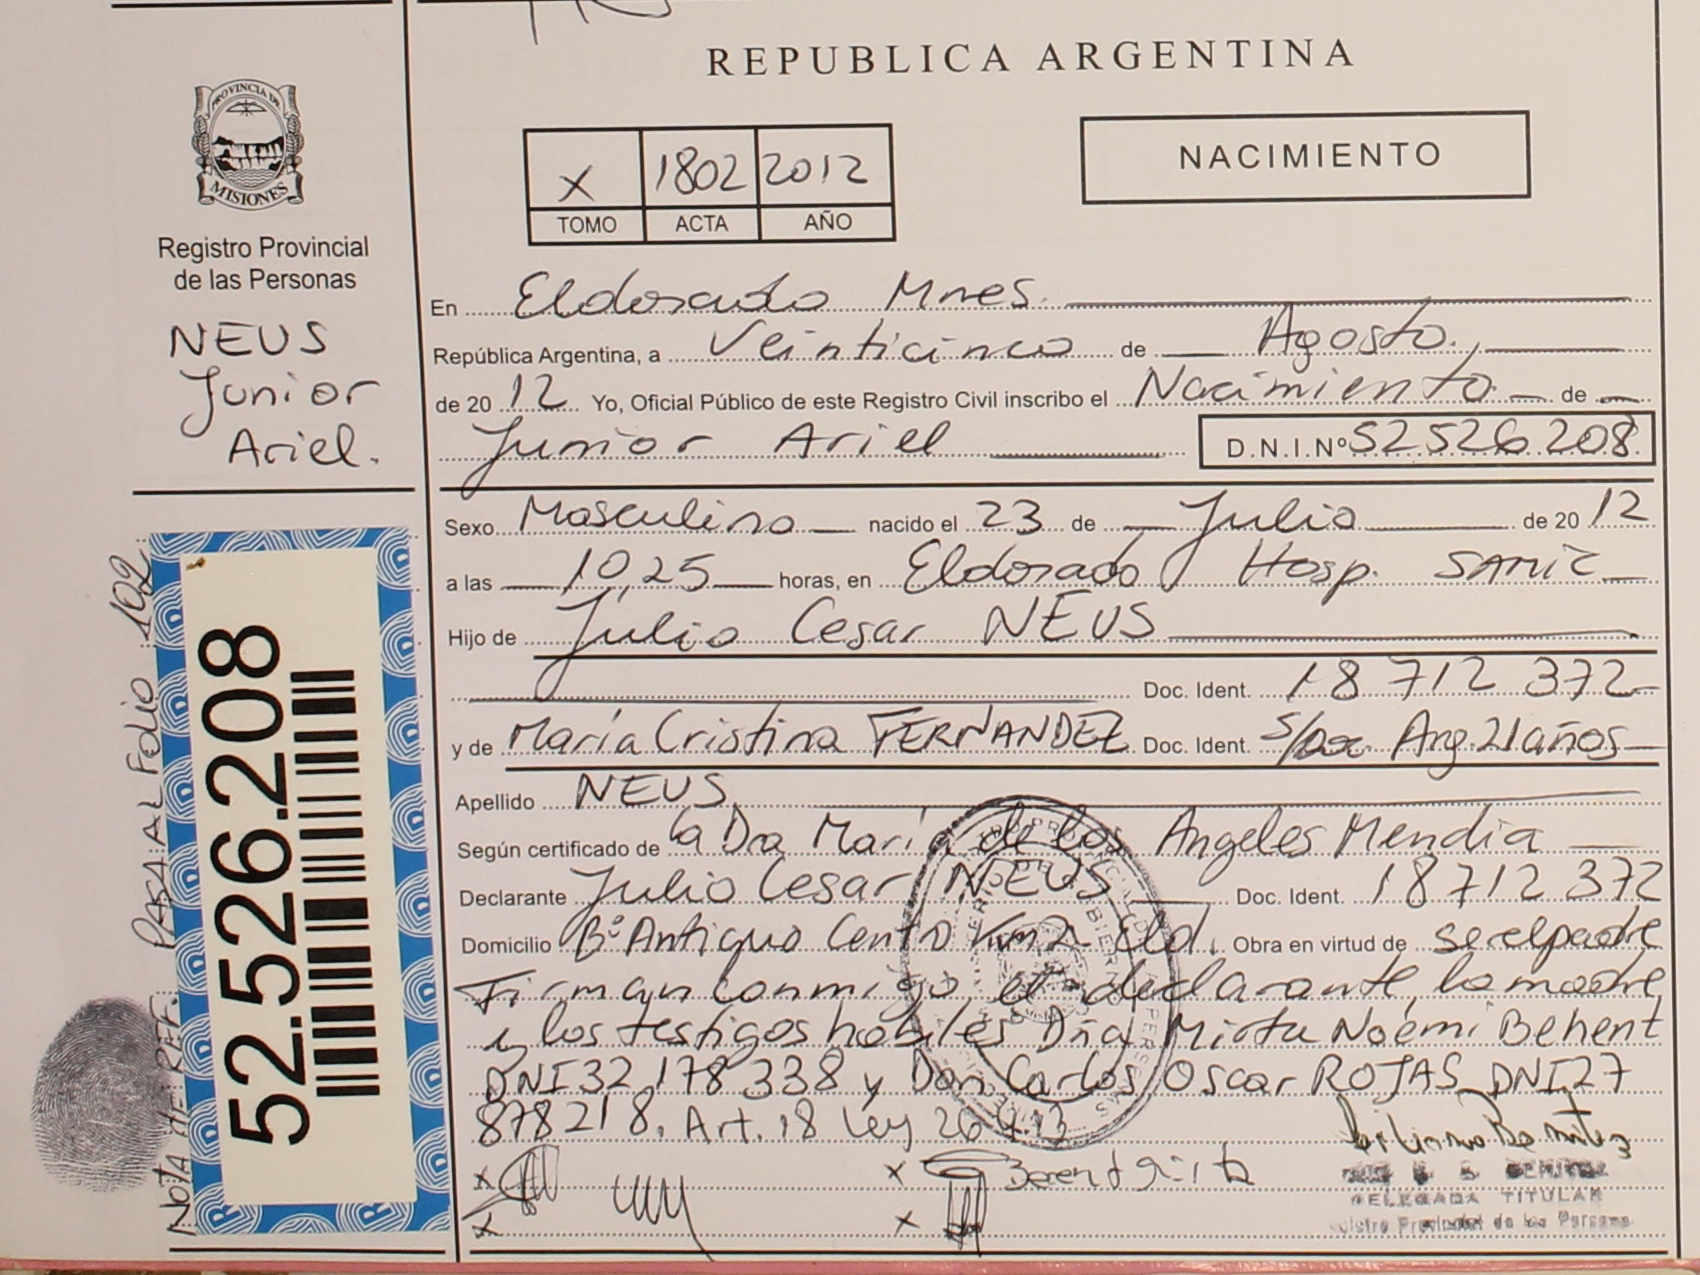 REPUBLICA ARGENTINA
PROVINCIA DE
MISIONES
Registro Provincial
de las Personas
NEUS
Junior
Ariel.
X 1802 2012
TOMO ACTA AÑO
NACIMIENTO
En Eldorado Mnes.
República Argentina, a Veinticinco de Agosto.
de 20 12 Yo, Oficial Público de este Registro Civil inscribo el Nacimiento de
Junior Ariel D.N.I.Nº 52.526.208
Sexo Masculino nacido el 23 de Julio de 20 12
a las 10,25 horas, en Eldorado Hosp. SAMIC
Hijo de Julio Cesar NEUS
Doc. Ident. 18 712 372
y de María Cristina FERNANDEZ Doc. Ident. Arg. 21 años
Apellido NEUS
Según certificado de la Dra María de los Angeles Mendia
Declarante Julio Cesar NEUS Doc. Ident. 18 712 372
Domicilio Bº Antiguo Cento Km 2 Eld. Obra en virtud de ser el padre
Firman conmigo, el declarante, la madre
y los testigos hábiles Dña Mirta Noemi Behent
DNI 32 178 338 y Don Carlos Oscar ROJAS DNI 27
878 218. Art. 18 Ley 26 413
X X
X X
DELEGADA TITULAR
Registro Provincial de las Personas
52.526.208
NOTA DE REF. PASA AL FOLIO 102